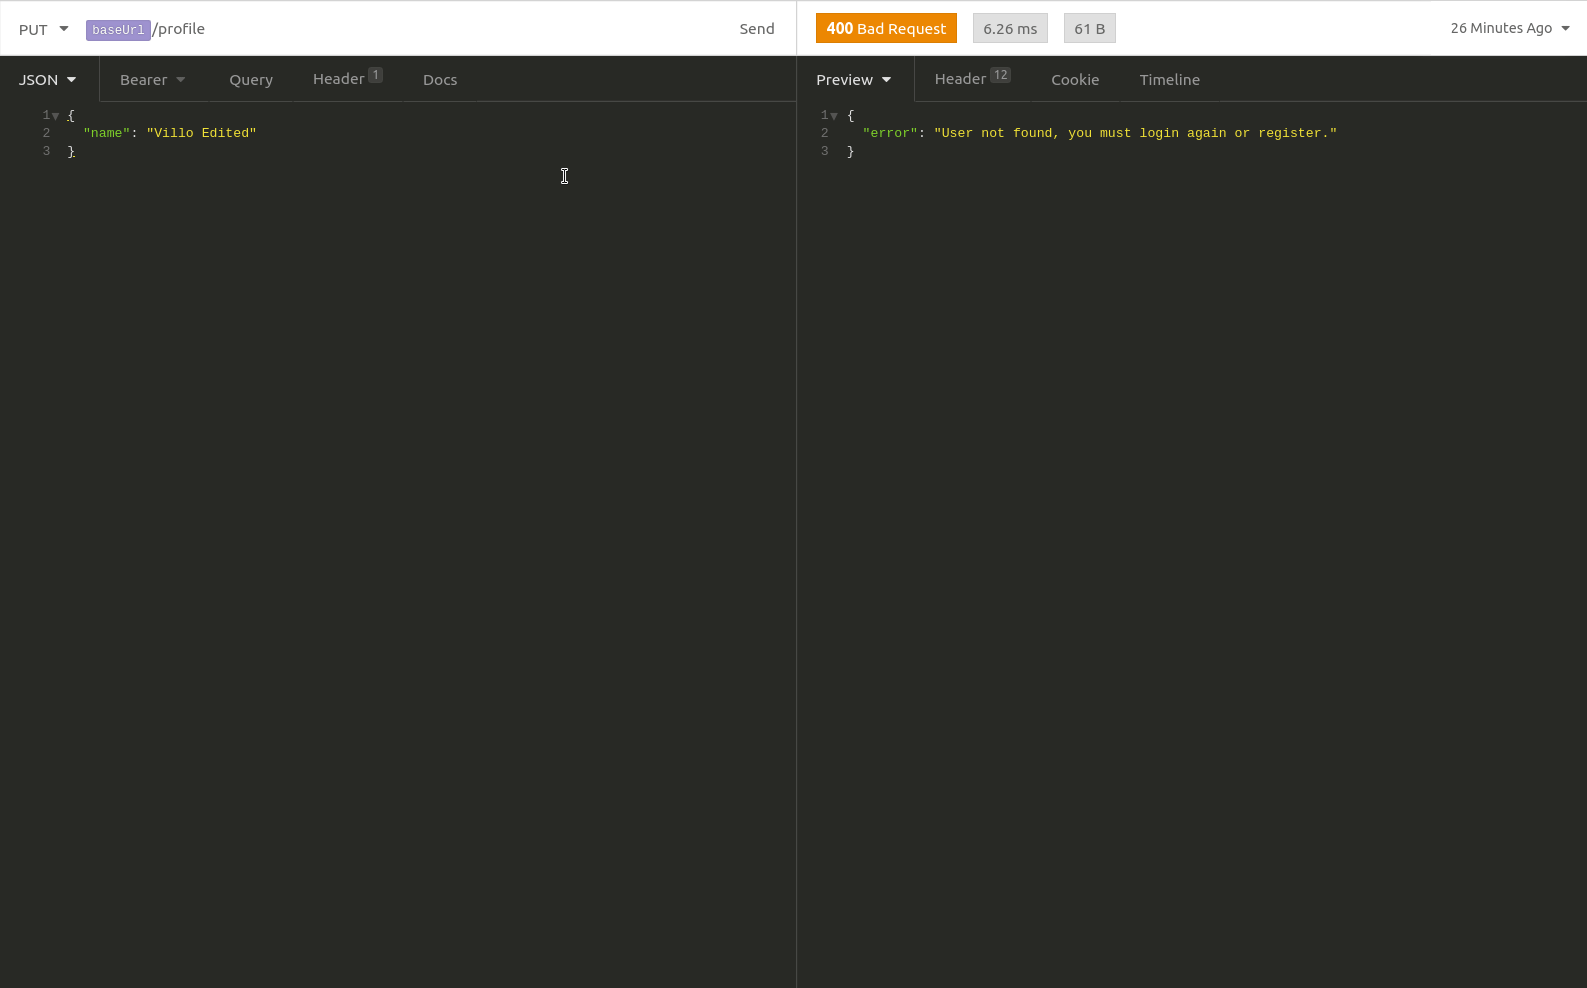 PUT baseUrl/profile Send
400 Bad Request 6.26 ms 61 B 26 Minutes Ago
JSON Bearer Query Header 1 Docs
Preview Header 12 Cookie Timeline
1 {
2 "name": "Villo Edited"
3 }
1 {
2 "error": "User not found, you must login again or register."
3 }